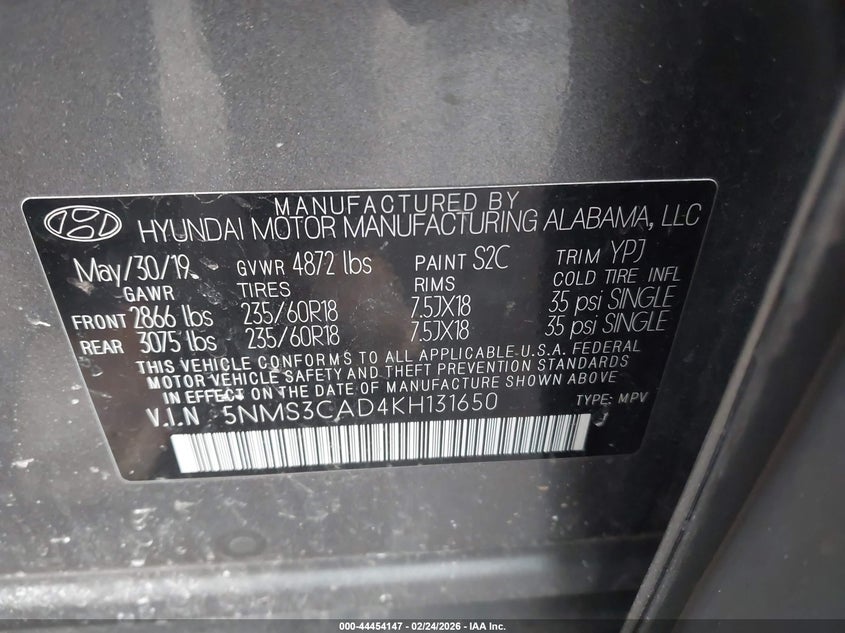 MANUFACTURED BY
HYUNDAI MOTOR MANUFACTURING ALABAMA, LLC
May/30/19 GVWR 4872 lbs PAINT S2C TRIM YPJ
GAWR TIRES RIMS COLD TIRE INFL
FRONT 2866 lbs 235/60R18 7.5JX18 35 psi SINGLE
REAR 3075 lbs 235/60R18 7.5JX18 35 psi SINGLE
THIS VEHICLE CONFORMS TO ALL APPLICABLE U.S.A. FEDERAL
MOTOR VEHICLE SAFETY AND THEFT PREVENTION STANDARDS
IN EFFECT ON THE DATE OF MANUFACTURE SHOWN ABOVE
V.I.N 5NMS3CAD4KH131650 TYPE: MPV
J
000-44454147 - 02/24/2026 - IAA Inc.